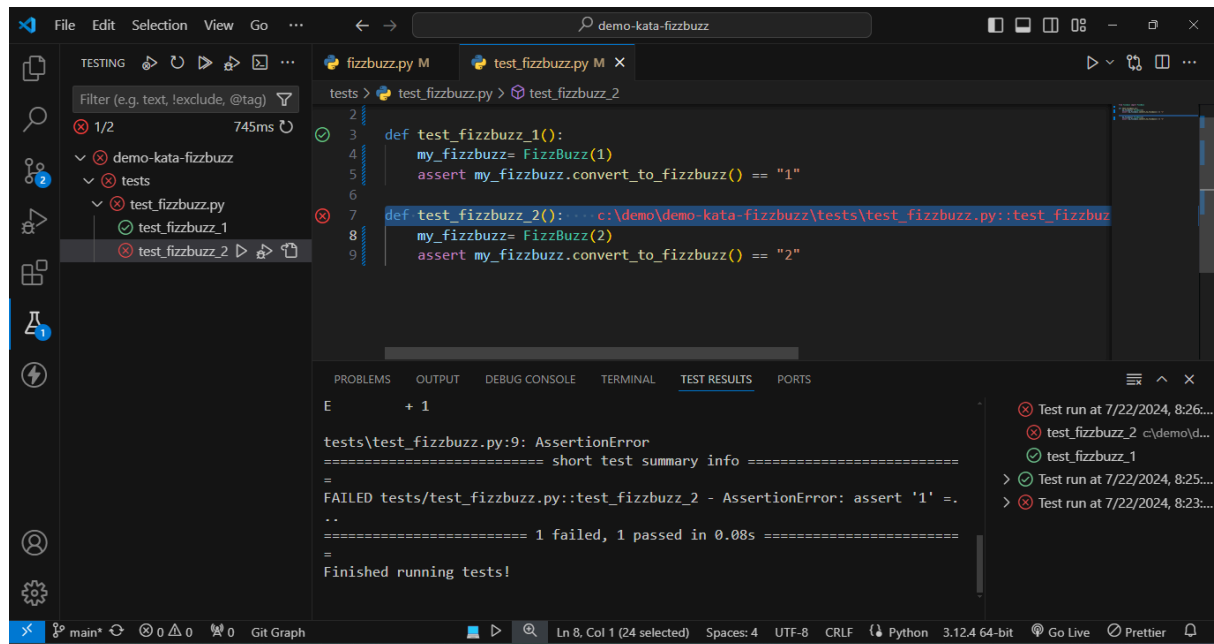 File Edit Selection View Go ··· demo-kata-fizzbuzz
TESTING
Filter (e.g. text, !exclude, @tag)
1/2 745ms
demo-kata-fizzbuzz
tests
test_fizzbuzz.py
test_fizzbuzz_1
test_fizzbuzz_2
fizzbuzz.py M test_fizzbuzz.py M
tests > test_fizzbuzz.py > test_fizzbuzz_2
2
3 def test_fizzbuzz_1():
4 my_fizzbuzz= FizzBuzz(1)
5 assert my_fizzbuzz.convert_to_fizzbuzz() == "1"
6
7 def·test_fizzbuzz_2():····c:\demo\demo-kata-fizzbuzz\tests\test_fizzbuzz.py::test_fizzbuz
8 my_fizzbuzz= FizzBuzz(2)
9 assert my_fizzbuzz.convert_to_fizzbuzz() == "2"
PROBLEMS OUTPUT DEBUG CONSOLE TERMINAL TEST RESULTS PORTS
E + 1
tests\test_fizzbuzz.py:9: AssertionError
=========================== short test summary info ==========================
=
FAILED tests/test_fizzbuzz.py::test_fizzbuzz_2 - AssertionError: assert '1' =.
..
========================= 1 failed, 1 passed in 0.08s ========================
=
Finished running tests!
Test run at 7/22/2024, 8:26:...
test_fizzbuzz_2 c:\demo\d...
test_fizzbuzz_1
Test run at 7/22/2024, 8:25:...
Test run at 7/22/2024, 8:23:...
2
1
main* 0 0 0 Git Graph Ln 8, Col 1 (24 selected) Spaces: 4 UTF-8 CRLF Python 3.12.4 64-bit Go Live Prettier